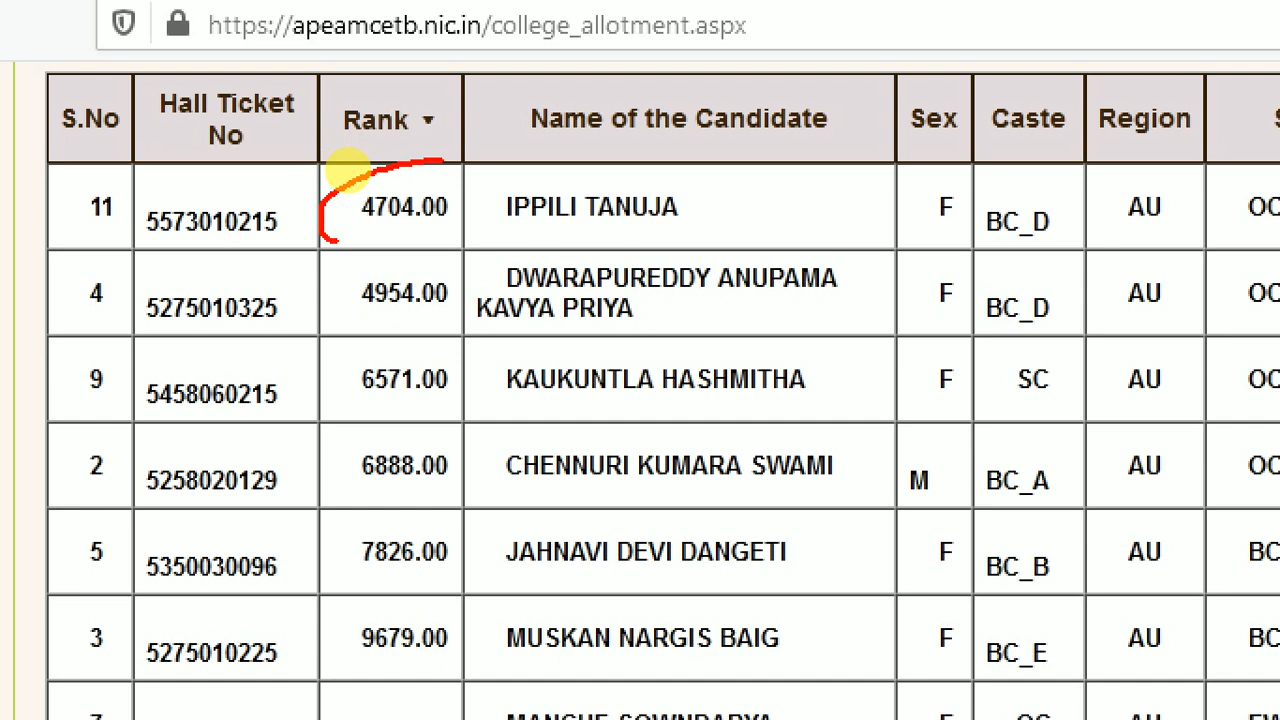 https://apeamcetb.nic.in/college_allotment.aspx
S.No Hall Ticket No Rank ▼ Name of the Candidate Sex Caste Region
11 5573010215 4704.00 IPPILI TANUJA F BC_D AU OC
4 5275010325 4954.00 DWARAPUREDDY ANUPAMA KAVYA PRIYA F BC_D AU OC
9 5458060215 6571.00 KAUKUNTLA HASHMITHA F SC AU OC
2 5258020129 6888.00 CHENNURI KUMARA SWAMI M BC_A AU OC
5 5350030096 7826.00 JAHNAVI DEVI DANGETI F BC_B AU BC
3 5275010225 9679.00 MUSKAN NARGIS BAIG F BC_E AU BC